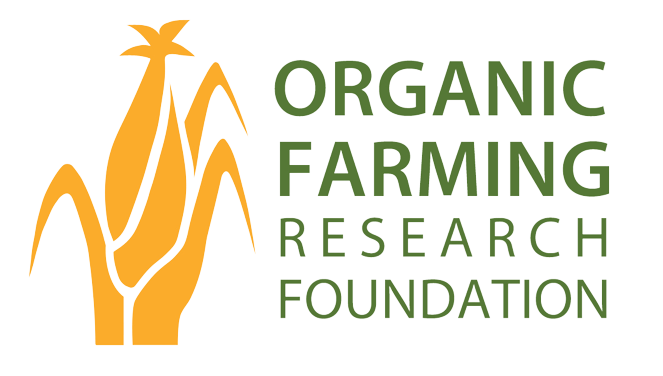 ORGANIC
FARMING
RESEARCH
FOUNDATION